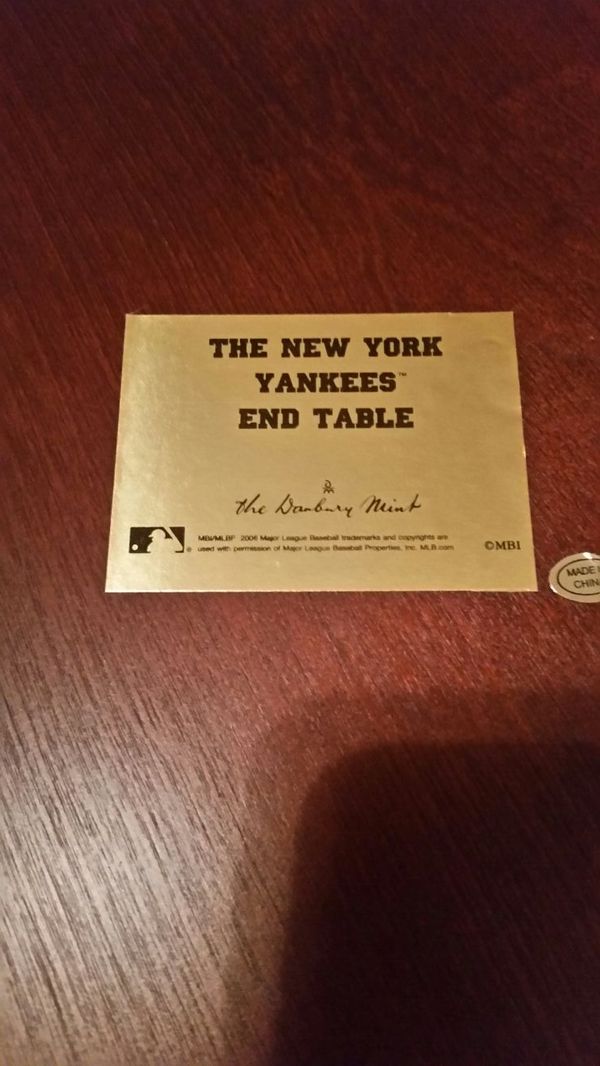 THE NEW YORK
YANKEES™
END TABLE
The Danbury Mint
MBI/MLBP 2006 Major League Baseball trademarks and copyrights are
® used with permission of Major League Baseball Properties, Inc. MLB.com
©MBI
MADE
CHIN